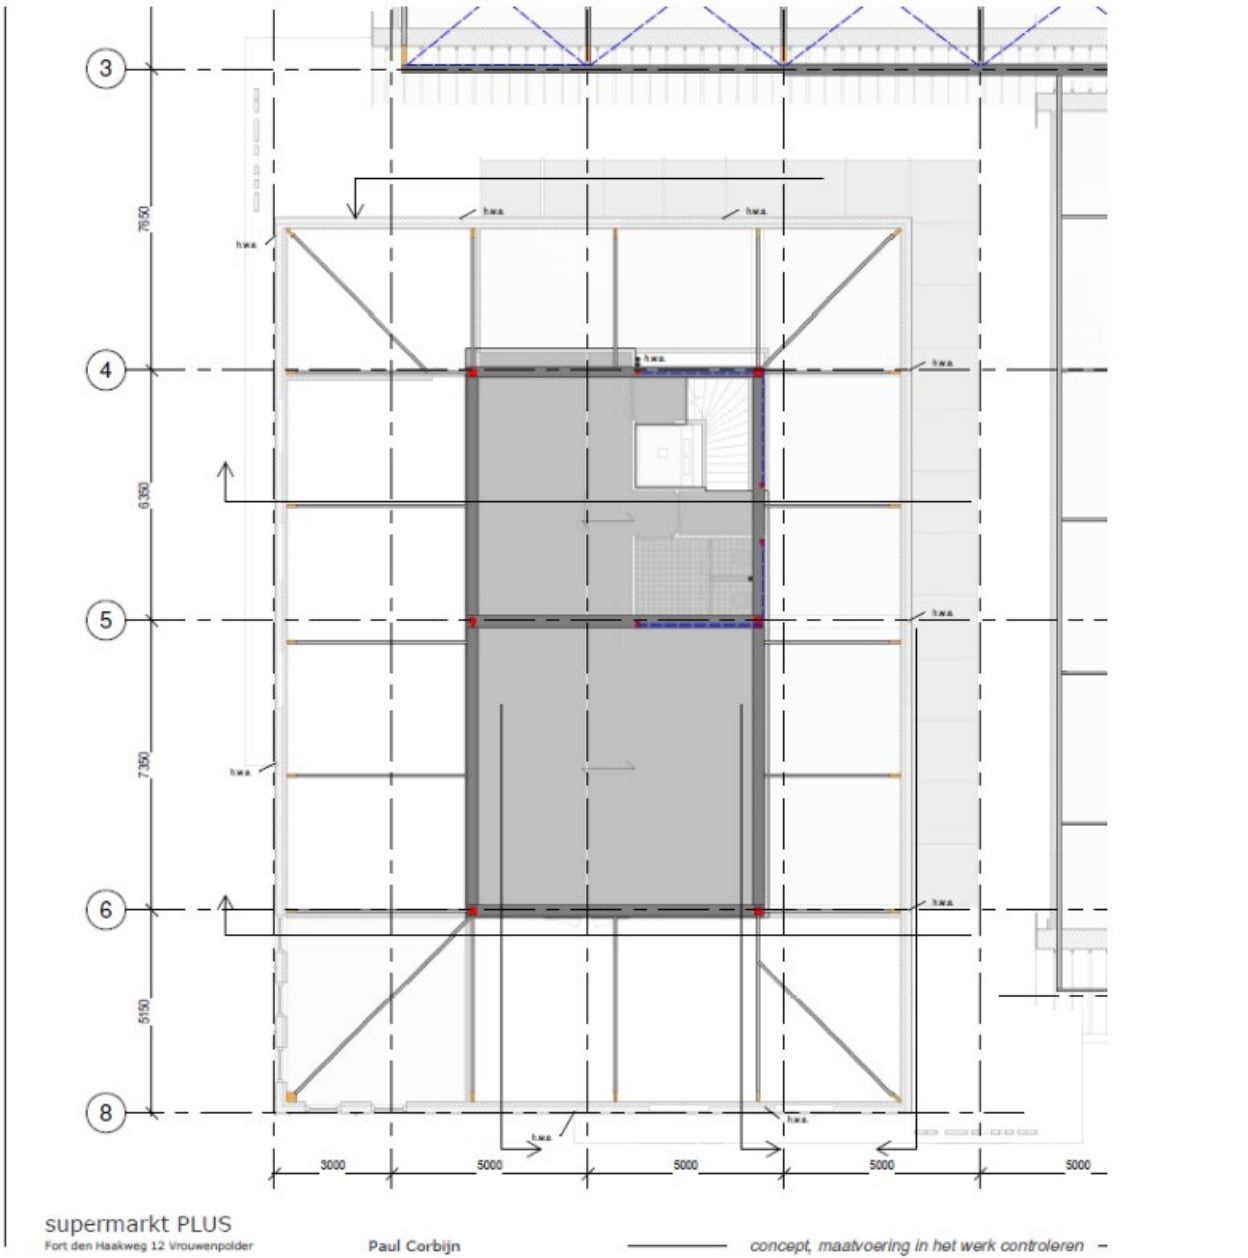 3
7650
h.w.a.
h.w.a.
h.w.a.
4
h.w.a.
h.w.a.
6350
5
h.w.a.
7350
h.w.a.
6
h.w.a.
5150
8
h.w.a.
h.w.a.
3000
5000
5000
5000
5000
supermarkt PLUS
Fort den Haakweg 12 Vrouwenpolder
Paul Corbijn
concept, maatvoering in het werk controleren